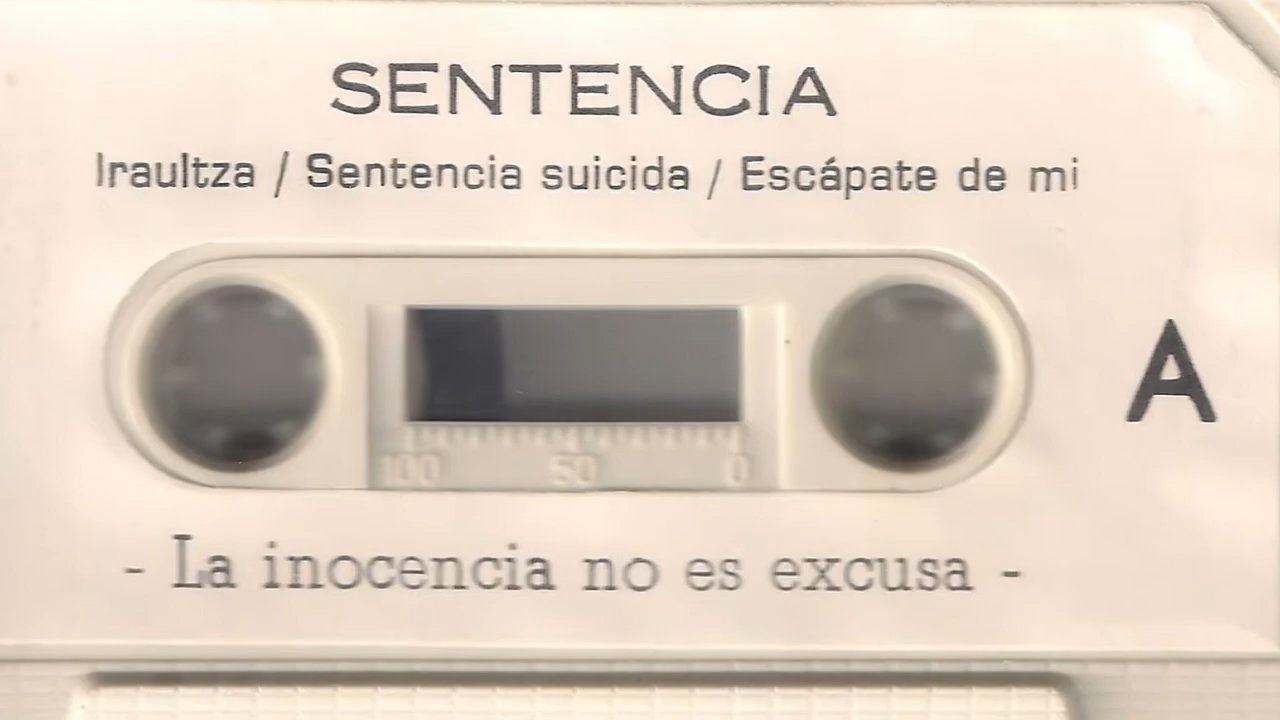 SENTENCIA
Iraultza / Sentencia suicida / Escápate de mi
A
100 50 0
- La inocencia no es excusa -